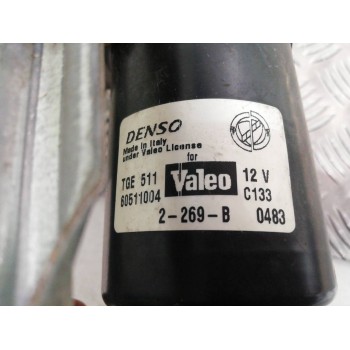 DENSO
Made in Italy
under Valeo License
for
TGE 511 Valeo 12 V
60511004 C133
2-269-B 0483